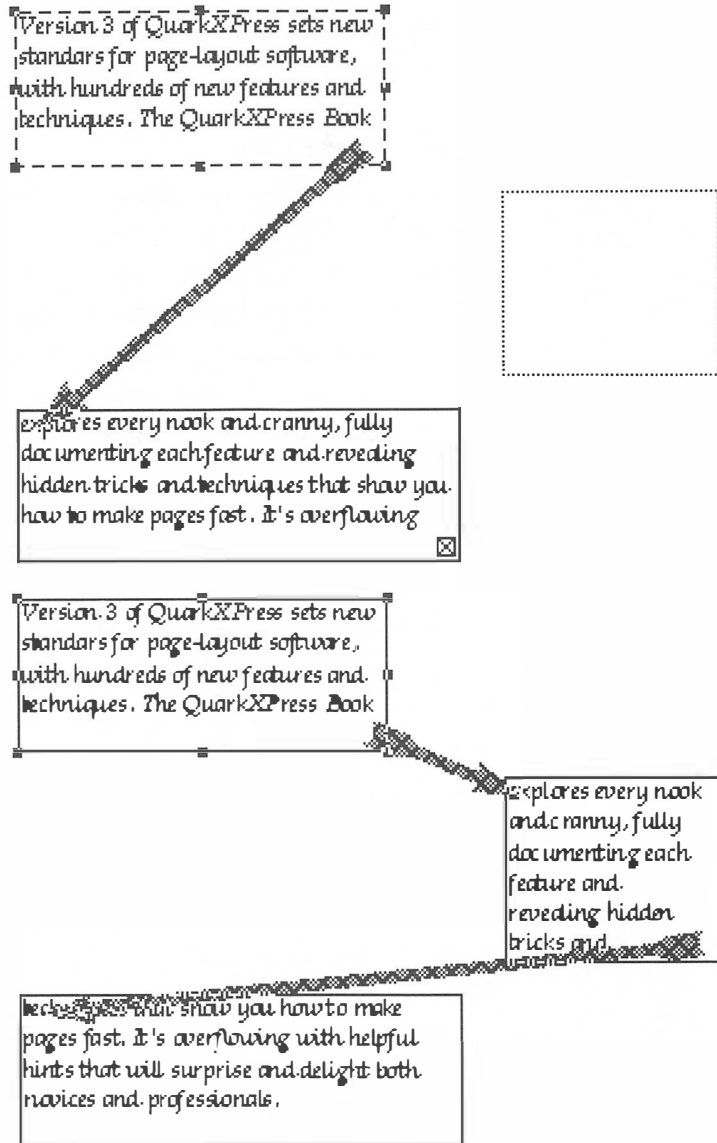 Version 3 of QuarkXPress sets new
standars for page-layout software,
with hundreds of new features and
techniques. The QuarkXPress Book
explores every nook and cranny, fully
documenting each feature and revealing
hidden tricks and techniques that show you
how to make pages fast. It's overflowing
Version 3 of QuarkXPress sets new
standars for page-layout software,
with hundreds of new features and
techniques. The QuarkXPress Book
explores every nook
and cranny, fully
documenting each
feature and
revealing hidden
tricks and
techniques that show you how to make
pages fast. It's overflowing with helpful
hints that will surprise and delight both
novices and professionals.